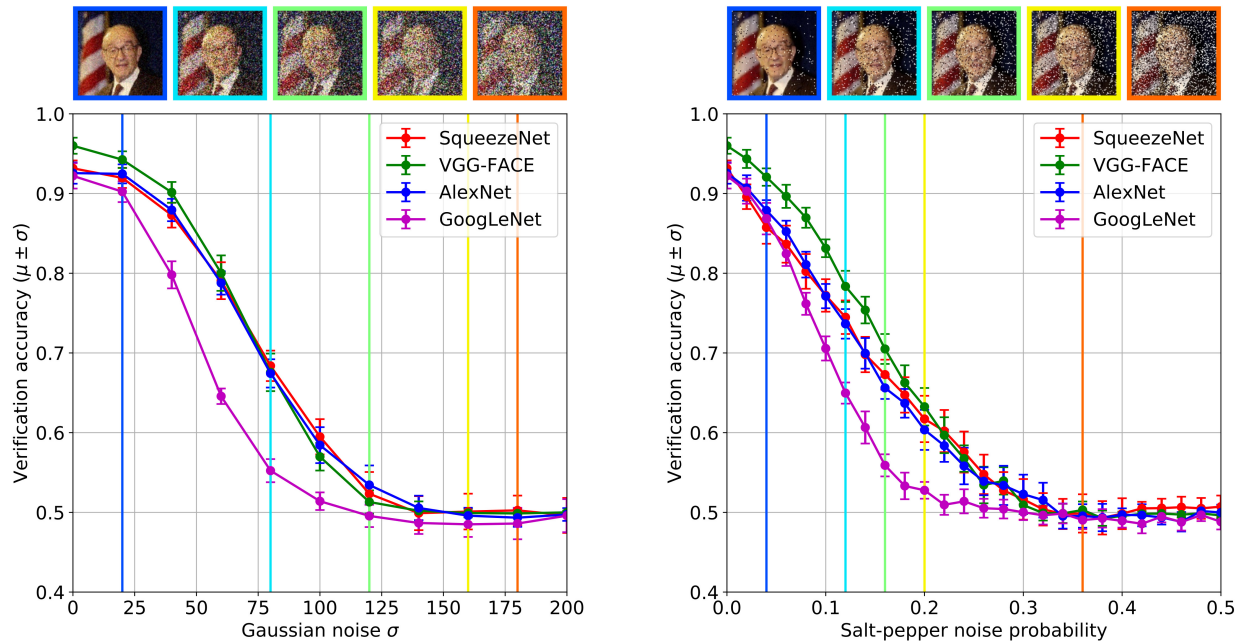 1.0
0.9
0.8
0.7
0.6
0.5
0.4
Verification accuracy (μ ± σ)
SqueezeNet
VGG-FACE
AlexNet
GoogLeNet
0 25 50 75 100 125 150 175 200
Gaussian noise σ
1.0
0.9
0.8
0.7
0.6
0.5
0.4
Verification accuracy (μ ± σ)
SqueezeNet
VGG-FACE
AlexNet
GoogLeNet
0.0 0.1 0.2 0.3 0.4 0.5
Salt-pepper noise probability